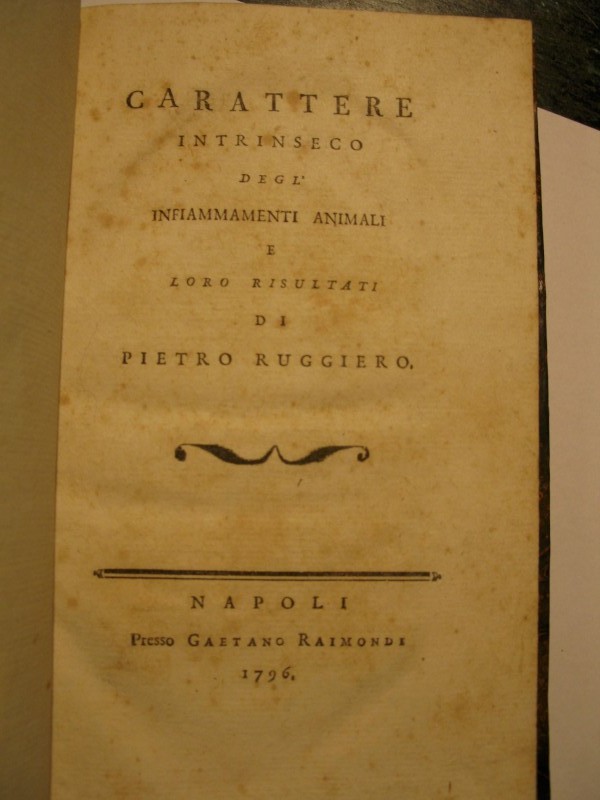 CARATTERE
INTRINSECO
DEGL'
INFIAMMAMENTI ANIMALI
E
LORO RISULTATI
DI
PIETRO RUGGIERO.
NAPOLI
Presso GAETANO RAIMONDI
1796.